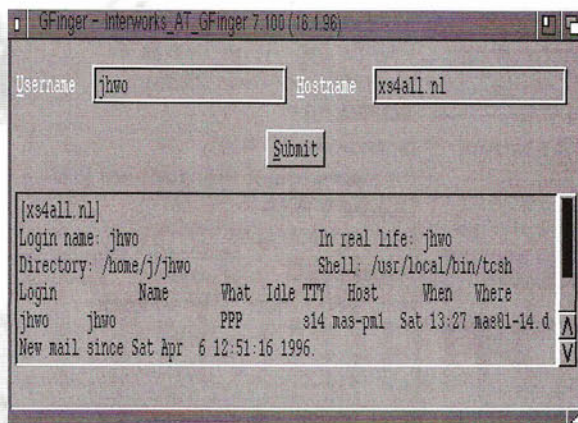 GFinger - Interworks_AT_GFinger 7.100 (16.1.96)
Username jhwo Hostname xs4all.nl
Submit
[xs4all.nl]
Login name: jhwo In real life: jhwo
Directory: /home/j/jhwo Shell: /usr/local/bin/tcsh
Login Name What Idle TTY Host When Where
jhwo jhwo PPP s14 mas-pm1 Sat 13:27 mas01-14.d
New mail since Sat Apr 6 12:51:16 1996.